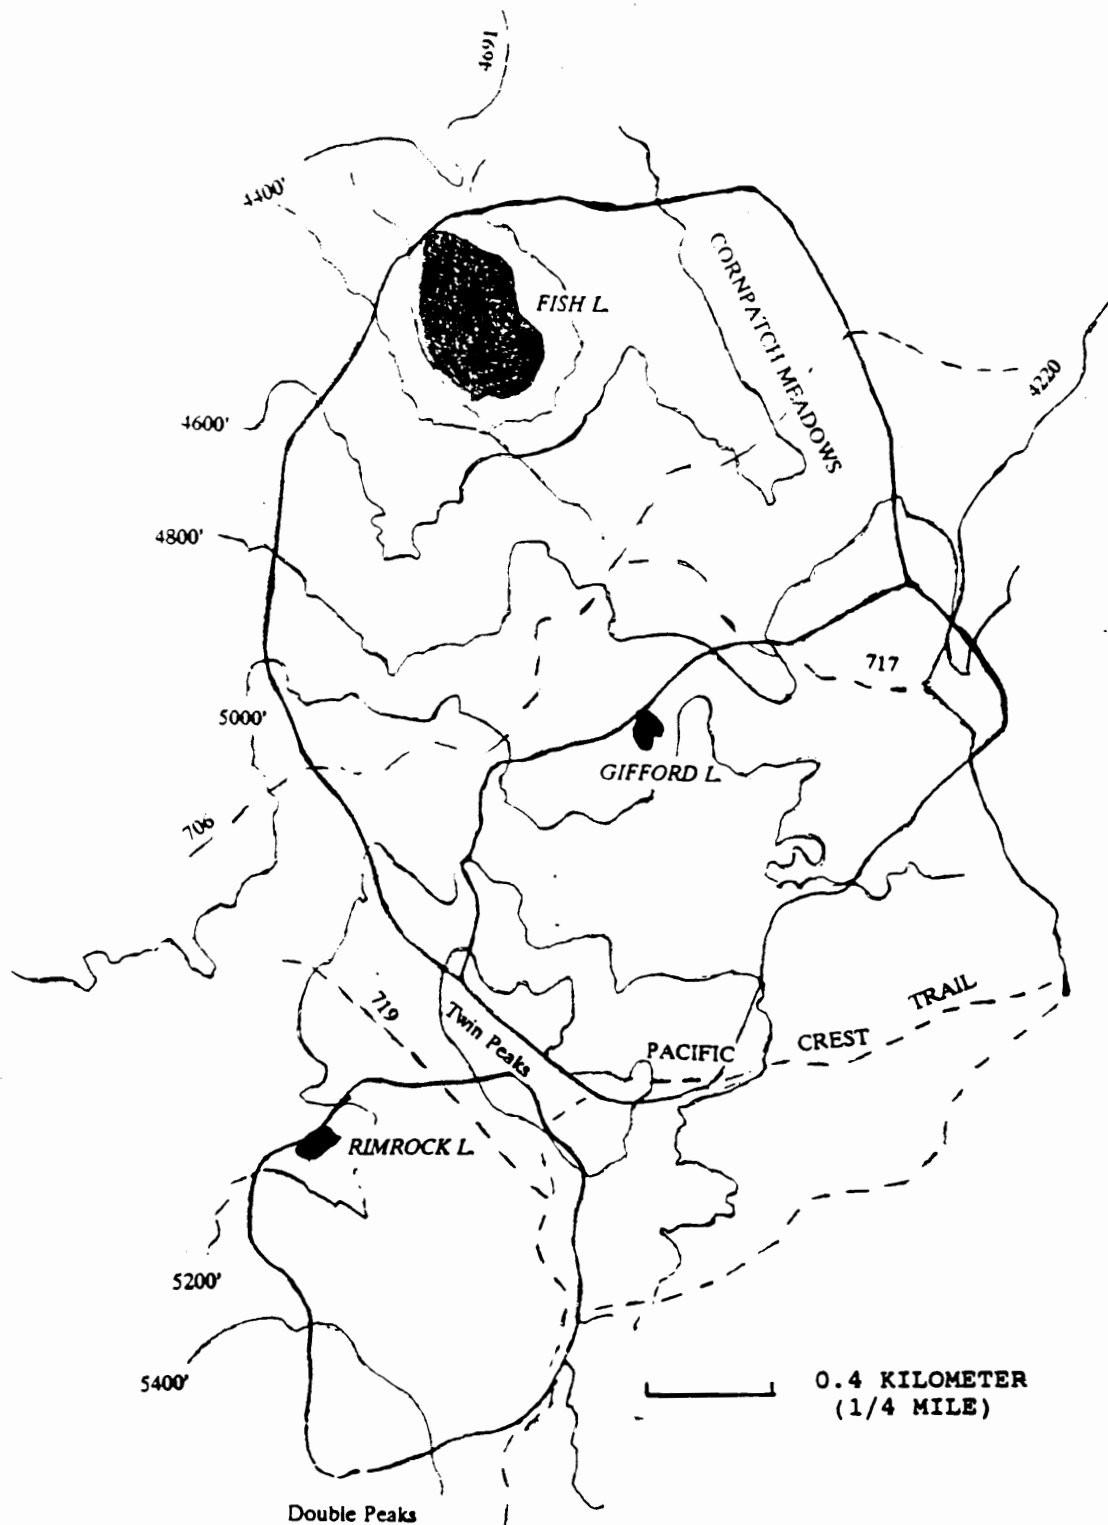 4691
4400'
FISH L.
CORNPATCH MEADOWS
4220
4600'
4800'
717
5000'
GIFFORD L.
706
719
Twin Peaks
PACIFIC
CREST
TRAIL
RIMROCK L.
5200'
5400'
0.4 KILOMETER
(1/4 MILE)
Double Peaks